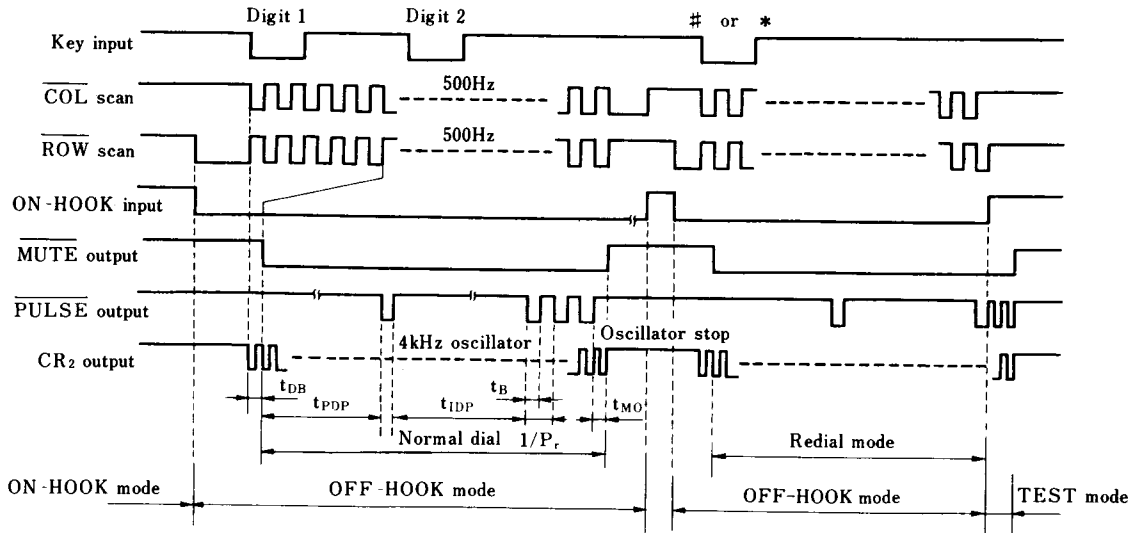 Digit 1 Digit 2 # or *
Key input
COL scan 500Hz
ROW scan 500Hz
ON-HOOK input
MUTE output
PULSE output
4kHz oscillator Oscillator stop
CR₂ output
tDB tPDP tIDP tB tMO
Normal dial 1/Pr Redial mode
ON-HOOK mode OFF-HOOK mode OFF-HOOK mode TEST mode